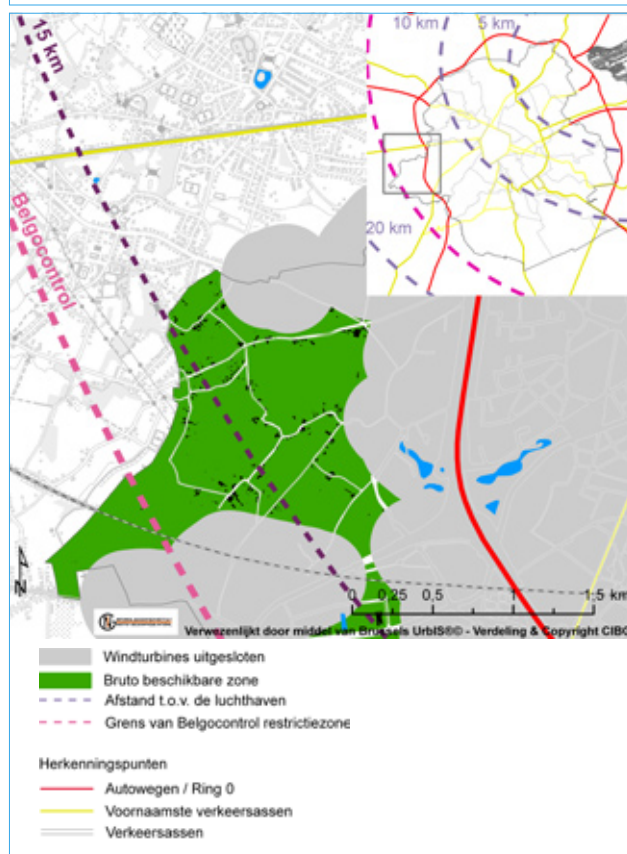 15 km
Belgocontrol
10 km
5 km
20 km
N
0 0,25 0,5 1 1,5 km
Verwezenlijkt door middel van Brussels UrbIS®© - Verdeling & Copyright CIBG
Windturbines uitgesloten
Bruto beschikbare zone
Afstand t.o.v. de luchthaven
Grens van Belgocontrol restrictiezone
Herkenningspunten
Autowegen / Ring 0
Voornaamste verkeersassen
Verkeersassen